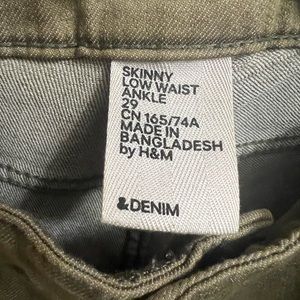 SKINNY
LOW WAIST
ANKLE
29
CN 165/74A
MADE IN
BANGLADESH
by H&M
&DENIM